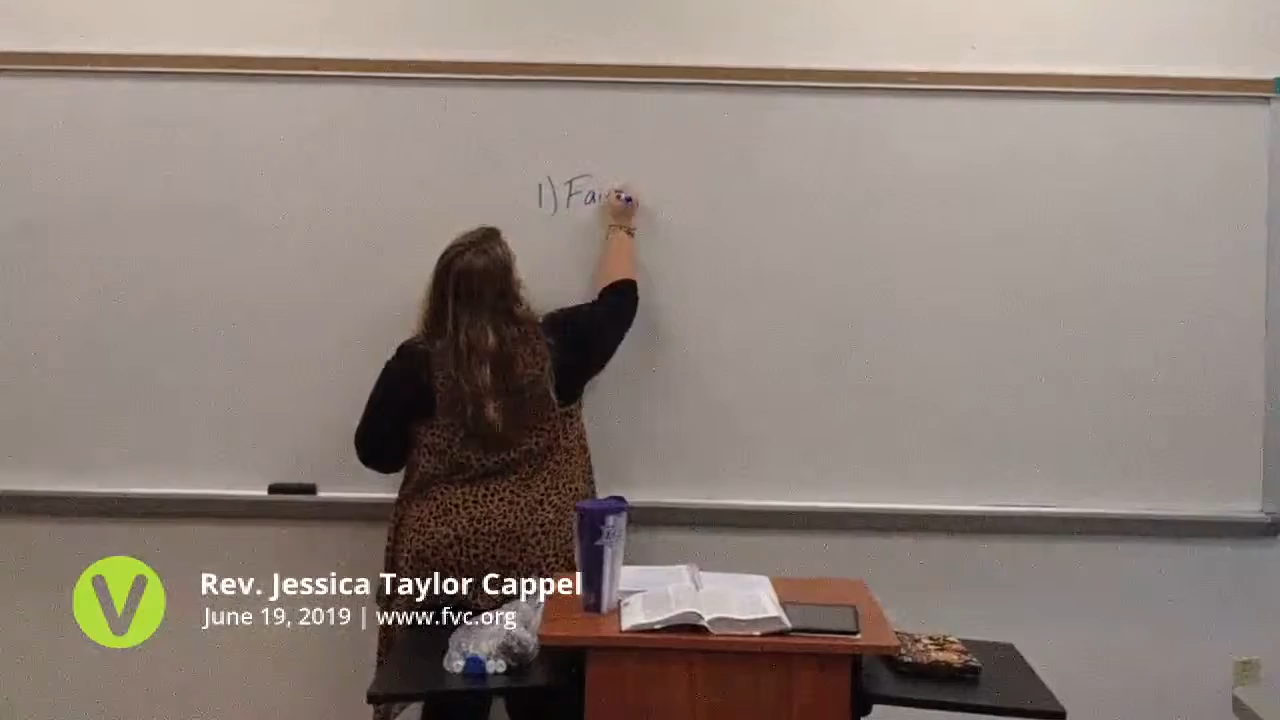 1) Fai
V
Rev. Jessica Taylor Cappel
June 19, 2019 | www.fvc.org